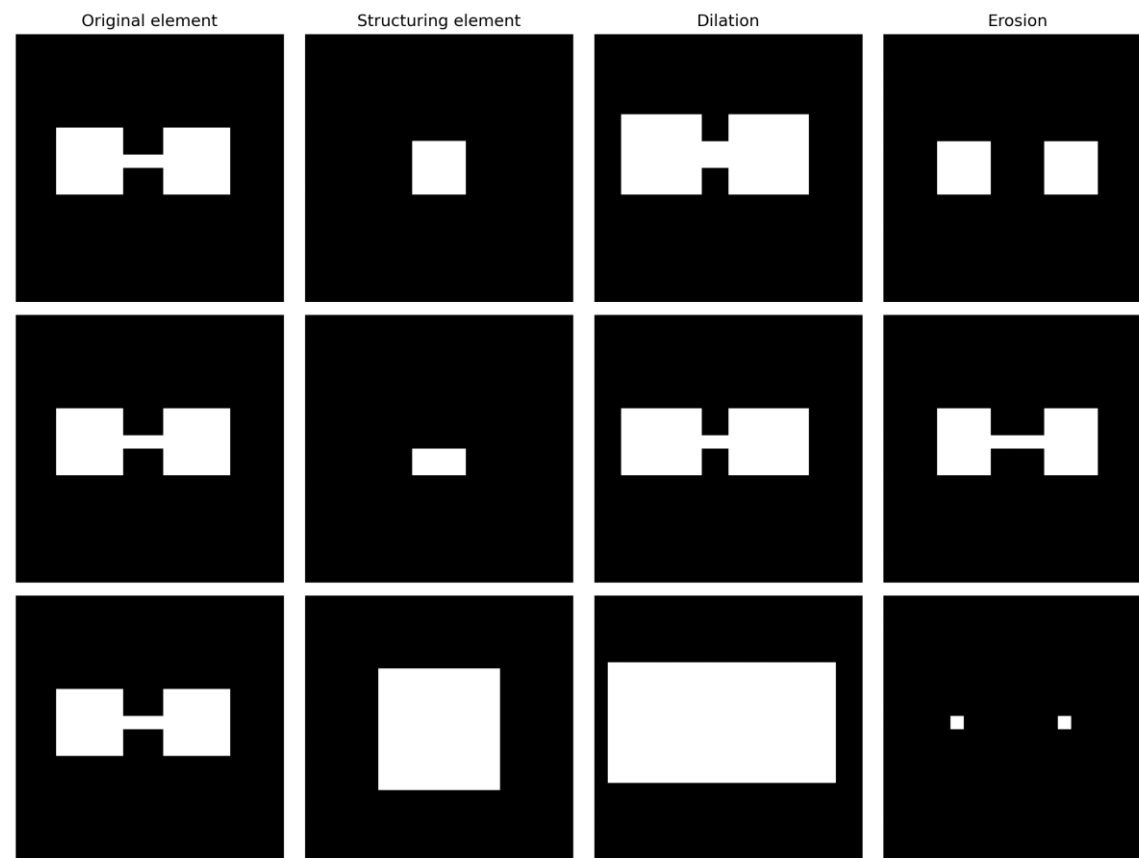 Original element
Structuring element
Dilation
Erosion